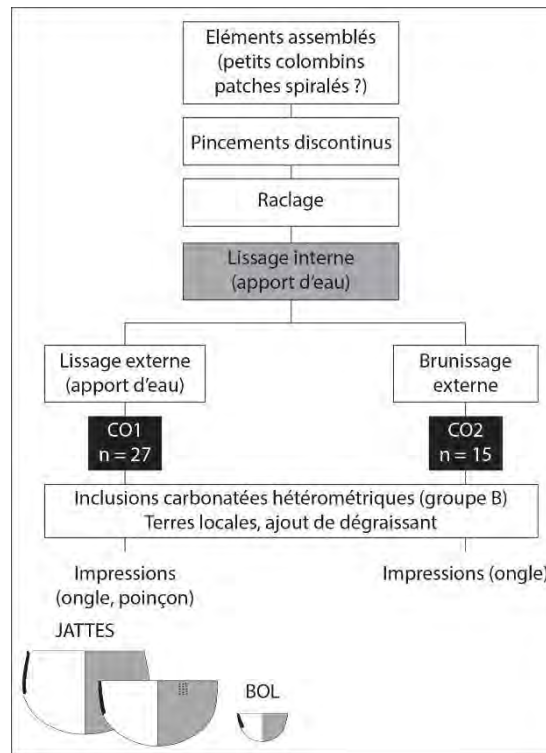 Eléments assemblés
(petits colombins
patches spiralés ?)
Pincements discontinus
Raclage
Lissage interne
(apport d'eau)
Lissage externe
(apport d'eau)
Brunissage
externe
CO1
n = 27
CO2
n = 15
Inclusions carbonatées hétérométriques (groupe B)
Terres locales, ajout de dégraissant
Impressions
(ongle, poinçon)
Impressions (ongle)
JATTES
BOL